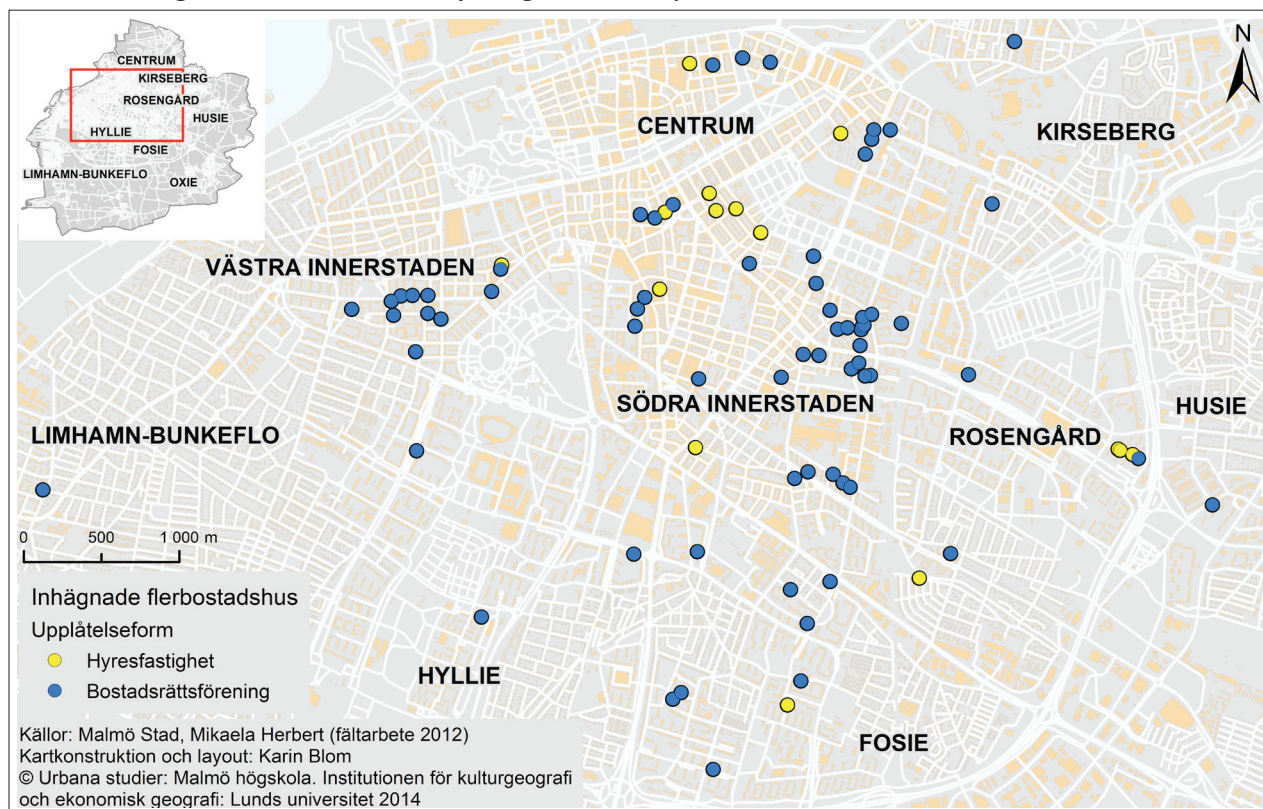 CENTRUM
KIRSEBERG
ROSENGÅRD
HUSIE
HYLLIE
FOSIE
LIMHAMN-BUNKEFLO
OXIE
N
CENTRUM
KIRSEBERG
VÄSTRA INNERSTADEN
SÖDRA INNERSTADEN
HUSIE
LIMHAMN-BUNKEFLO
ROSENGÅRD
0 500 1 000 m
Inhägnade flerbostadshus
Upplåtelseform
Hyresfastighet
Bostadsrättsförening
HYLLIE
FOSIE
Källor: Malmö Stad, Mikaela Herbert (fältarbete 2012)
Kartkonstruktion och layout: Karin Blom
© Urbana studier: Malmö högskola. Institutionen för kulturgeografi
och ekonomisk geografi: Lunds universitet 2014